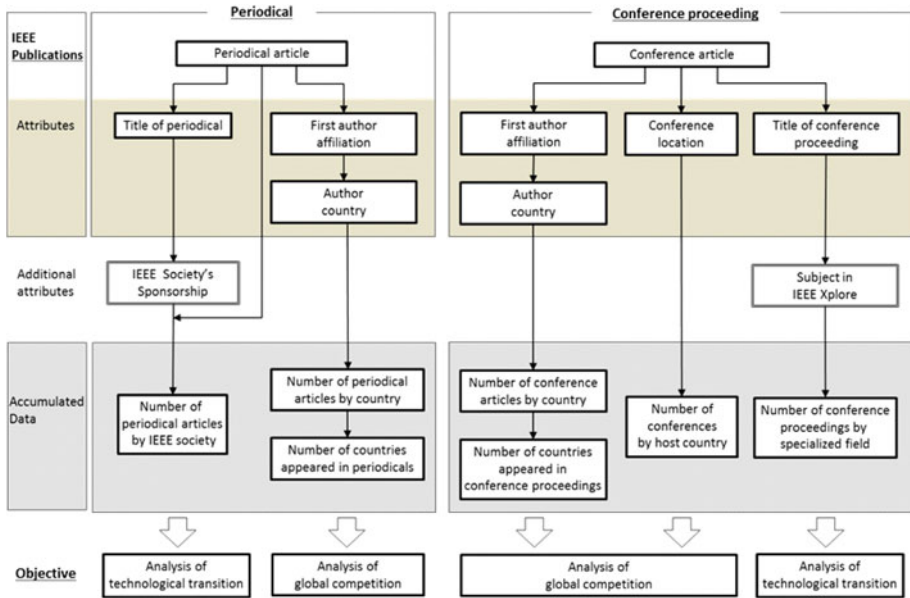 Periodical
Conference proceeding
IEEE
Publications
Periodical article
Conference article
Attributes
Title of periodical
First author
affiliation
First author
affiliation
Conference
location
Title of conference
proceeding
Author
country
Author
country
Additional
attributes
IEEE Society's
Sponsorship
Subject in
IEEE Xplore
Accumulated
Data
Number of
periodical articles
by IEEE society
Number of periodical
articles by country
Number of countries
appeared in periodicals
Number of conference
articles by country
Number of countries
appeared in
conference proceedings
Number of
conferences
by host country
Number of conference
proceedings by
specialized field
Objective
Analysis of
technological transition
Analysis of
global competition
Analysis of
global competition
Analysis of
technological transition